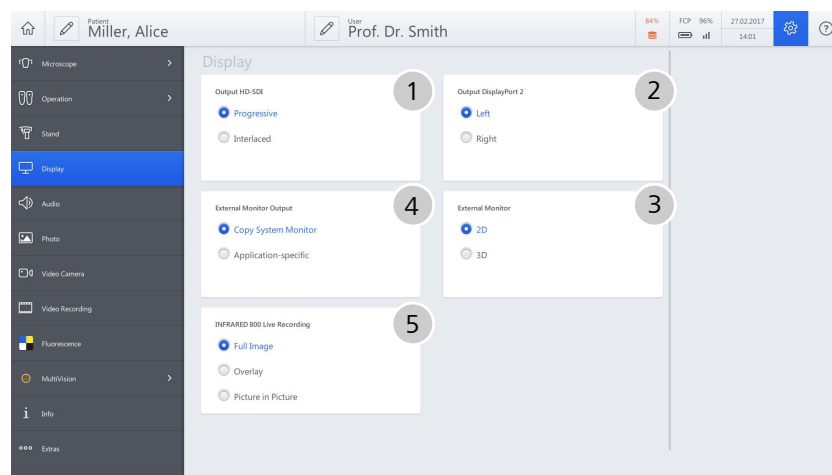 Patient
Miller, Alice
User
Prof. Dr. Smith
84%
FCP 96%
27.02.2017
14:01
?
Microscope
Operation
Stand
Display
Audio
Photo
Video Camera
Video Recording
Fluorescence
MultiVision
i Info
Extras
Display
Output HD-SDI
1
Progressive
Interlaced
Output DisplayPort 2
2
Left
Right
External Monitor Output
4
Copy System Monitor
Application-specific
External Monitor
3
2D
3D
INFRARED 800 Live Recording
5
Full Image
Overlay
Picture in Picture